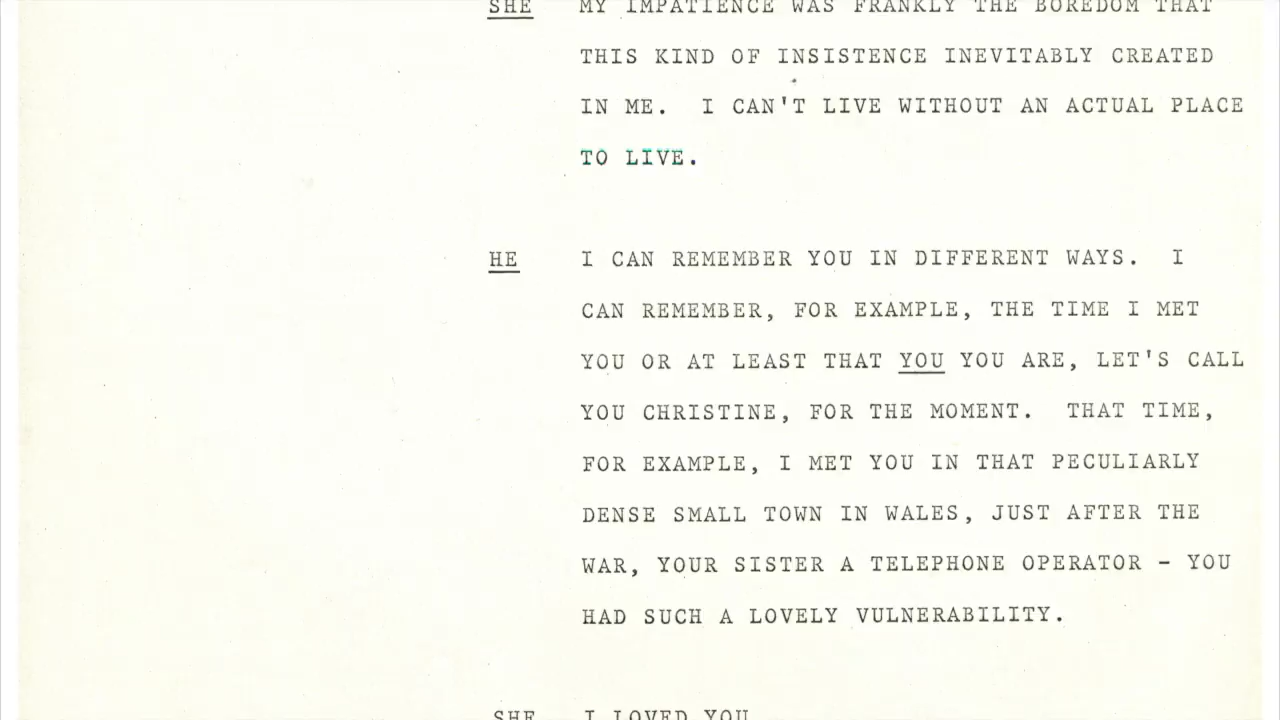 SHE MY IMPATIENCE WAS FRANKLY THE BOREDOM THAT
THIS KIND OF INSISTENCE INEVITABLY CREATED
IN ME. I CAN'T LIVE WITHOUT AN ACTUAL PLACE
TO LIVE.
HE I CAN REMEMBER YOU IN DIFFERENT WAYS. I
CAN REMEMBER, FOR EXAMPLE, THE TIME I MET
YOU OR AT LEAST THAT YOU YOU ARE, LET'S CALL
YOU CHRISTINE, FOR THE MOMENT. THAT TIME,
FOR EXAMPLE, I MET YOU IN THAT PECULIARLY
DENSE SMALL TOWN IN WALES, JUST AFTER THE
WAR, YOUR SISTER A TELEPHONE OPERATOR - YOU
HAD SUCH A LOVELY VULNERABILITY.
SHE I LOVED YOU